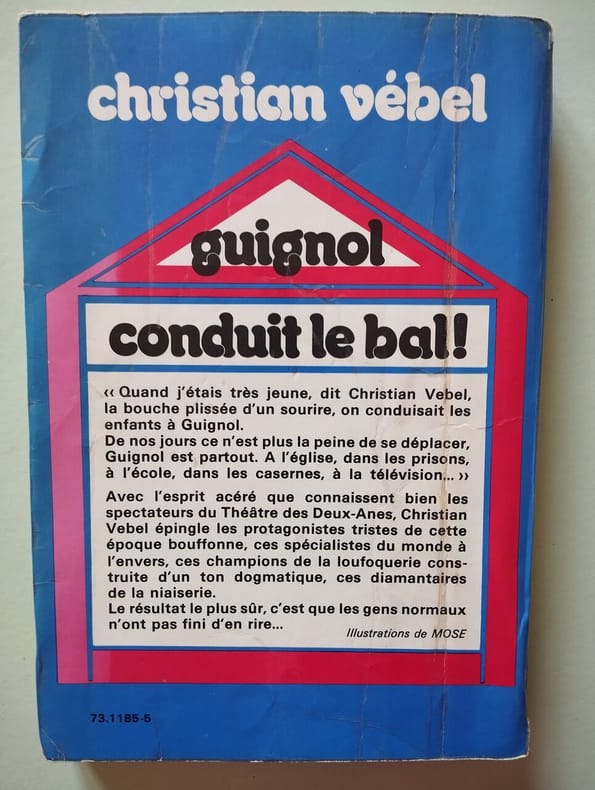 christian vébel
guignol
conduit le bal!
‹‹ Quand j'étais très jeune, dit Christian Vebel,
la bouche plissée d'un sourire, on conduisait les
enfants à Guignol.
De nos jours ce n'est plus la peine de se déplacer,
Guignol est partout. A l'église, dans les prisons,
à l'école, dans les casernes, à la télévision... ››
Avec l'esprit acéré que connaissent bien les
spectateurs du Théâtre des Deux-Anes, Christian
Vebel épingle les protagonistes tristes de cette
époque bouffonne, ces spécialistes du monde à
l'envers, ces champions de la loufoquerie cons-
truite d'un ton dogmatique, ces diamantaires
de la niaiserie.
Le résultat le plus sûr, c'est que les gens normaux
n'ont pas fini d'en rire...
Illustrations de MOSE
73.1185-5